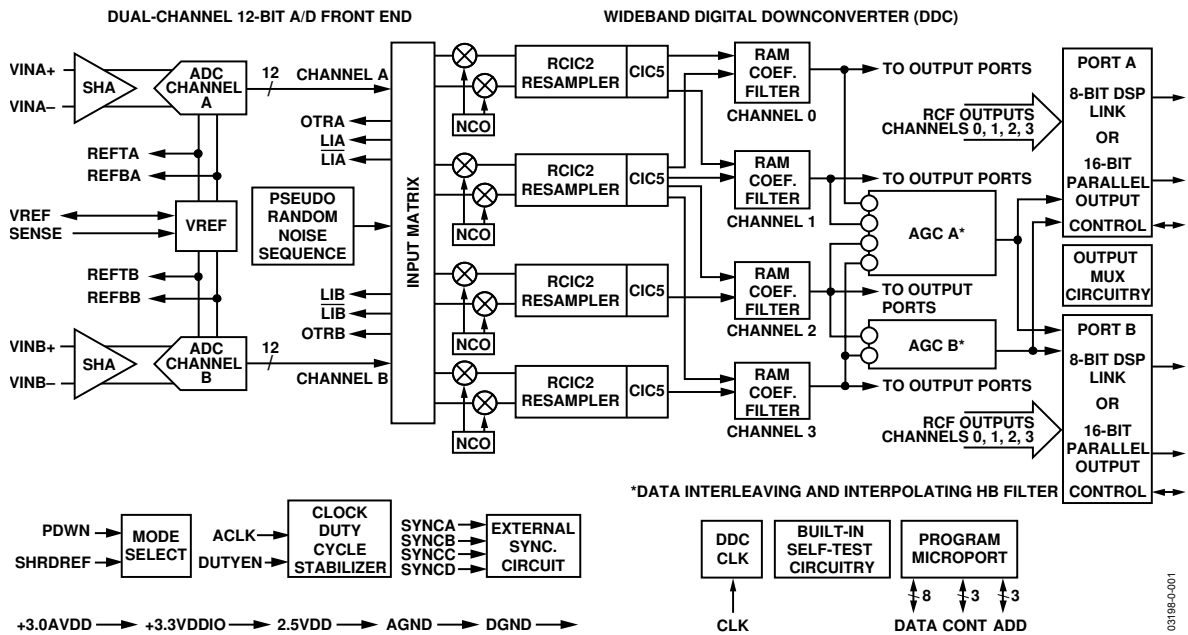 DUAL-CHANNEL 12-BIT A/D FRONT END
WIDEBAND DIGITAL DOWNCONVERTER (DDC)
VINA+
VINA–
SHA
ADC
CHANNEL
A
12
CHANNEL A
OTRA
LIA
LIA
REFTA
REFBA
VREF
SENSE
VREF
PSEUDO
RANDOM
NOISE
SEQUENCE
REFTB
REFBB
LIB
LIB
OTRB
VINB+
VINB–
SHA
ADC
CHANNEL
B
12
CHANNEL B
INPUT MATRIX
NCO
RCIC2
RESAMPLER
CIC5
RAM
COEF.
FILTER
CHANNEL 0
TO OUTPUT PORTS
NCO
RCIC2
RESAMPLER
CIC5
RAM
COEF.
FILTER
CHANNEL 1
TO OUTPUT PORTS
NCO
RCIC2
RESAMPLER
CIC5
RAM
COEF.
FILTER
CHANNEL 2
TO OUTPUT
PORTS
NCO
RCIC2
RESAMPLER
CIC5
RAM
COEF.
FILTER
CHANNEL 3
TO OUTPUT PORTS
AGC A*
AGC B*
RCF OUTPUTS
CHANNELS 0, 1, 2, 3
PORT A
8-BIT DSP
LINK
OR
16-BIT
PARALLEL
OUTPUT
CONTROL
OUTPUT
MUX
CIRCUITRY
RCF OUTPUTS
CHANNELS 0, 1, 2, 3
PORT B
8-BIT DSP
LINK
OR
16-BIT
PARALLEL
OUTPUT
CONTROL
*DATA INTERLEAVING AND INTERPOLATING HB FILTER
PDWN
SHRDREF
MODE
SELECT
ACLK
DUTYEN
CLOCK
DUTY
CYCLE
STABILIZER
SYNCA
SYNCB
SYNCC
SYNCD
EXTERNAL
SYNC.
CIRCUIT
DDC
CLK
CLK
BUILT-IN
SELF-TEST
CIRCUITRY
PROGRAM
MICROPORT
8
3
3
DATA CONT ADD
+3.0AVDD
+3.3VDDIO
2.5VDD
AGND
DGND
03198-0-001